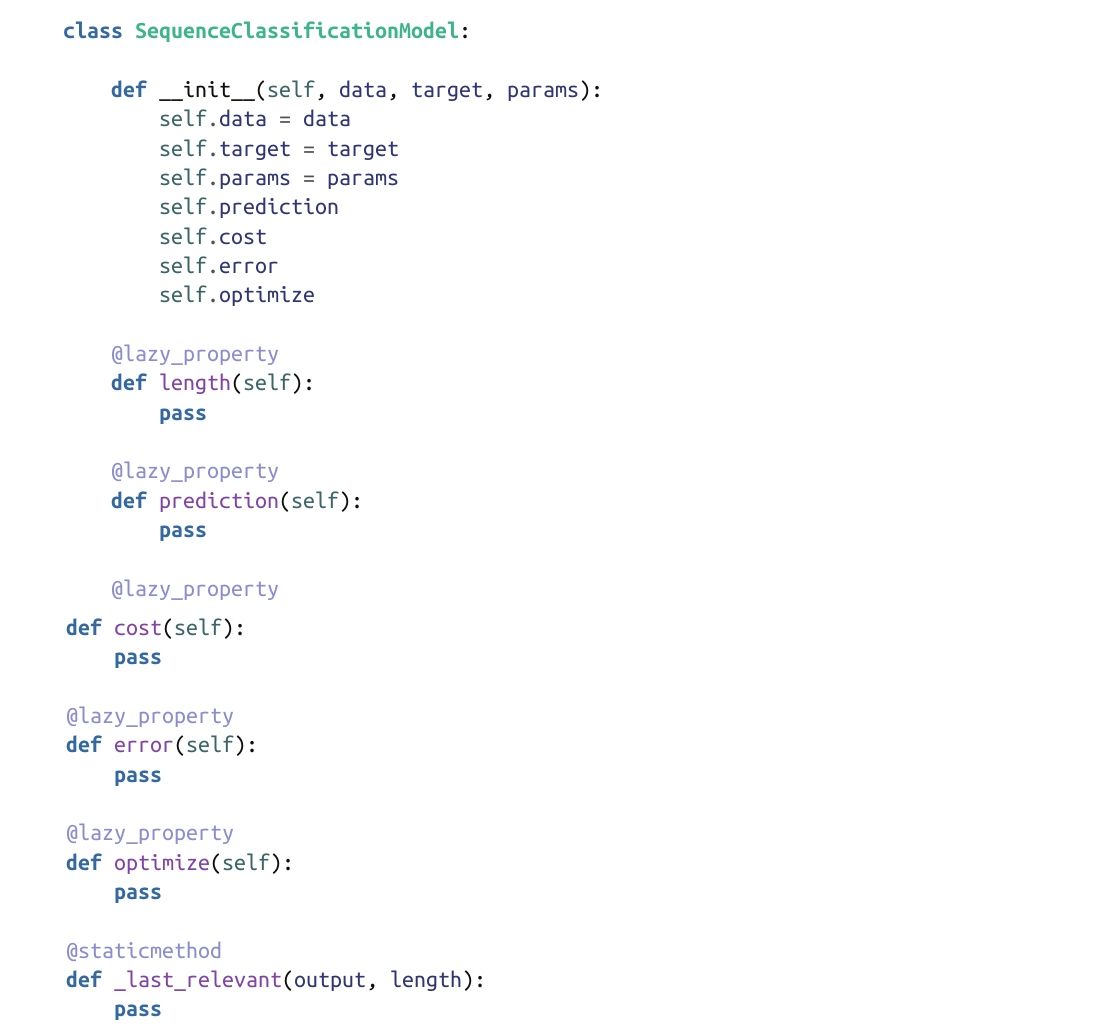 class SequenceClassificationModel:

    def __init__(self, data, target, params):
        self.data = data
        self.target = target
        self.params = params
        self.prediction
        self.cost
        self.error
        self.optimize

    @lazy_property
    def length(self):
        pass

    @lazy_property
    def prediction(self):
        pass

    @lazy_property
def cost(self):
    pass

@lazy_property
def error(self):
    pass

@lazy_property
def optimize(self):
    pass

@staticmethod
def _last_relevant(output, length):
    pass